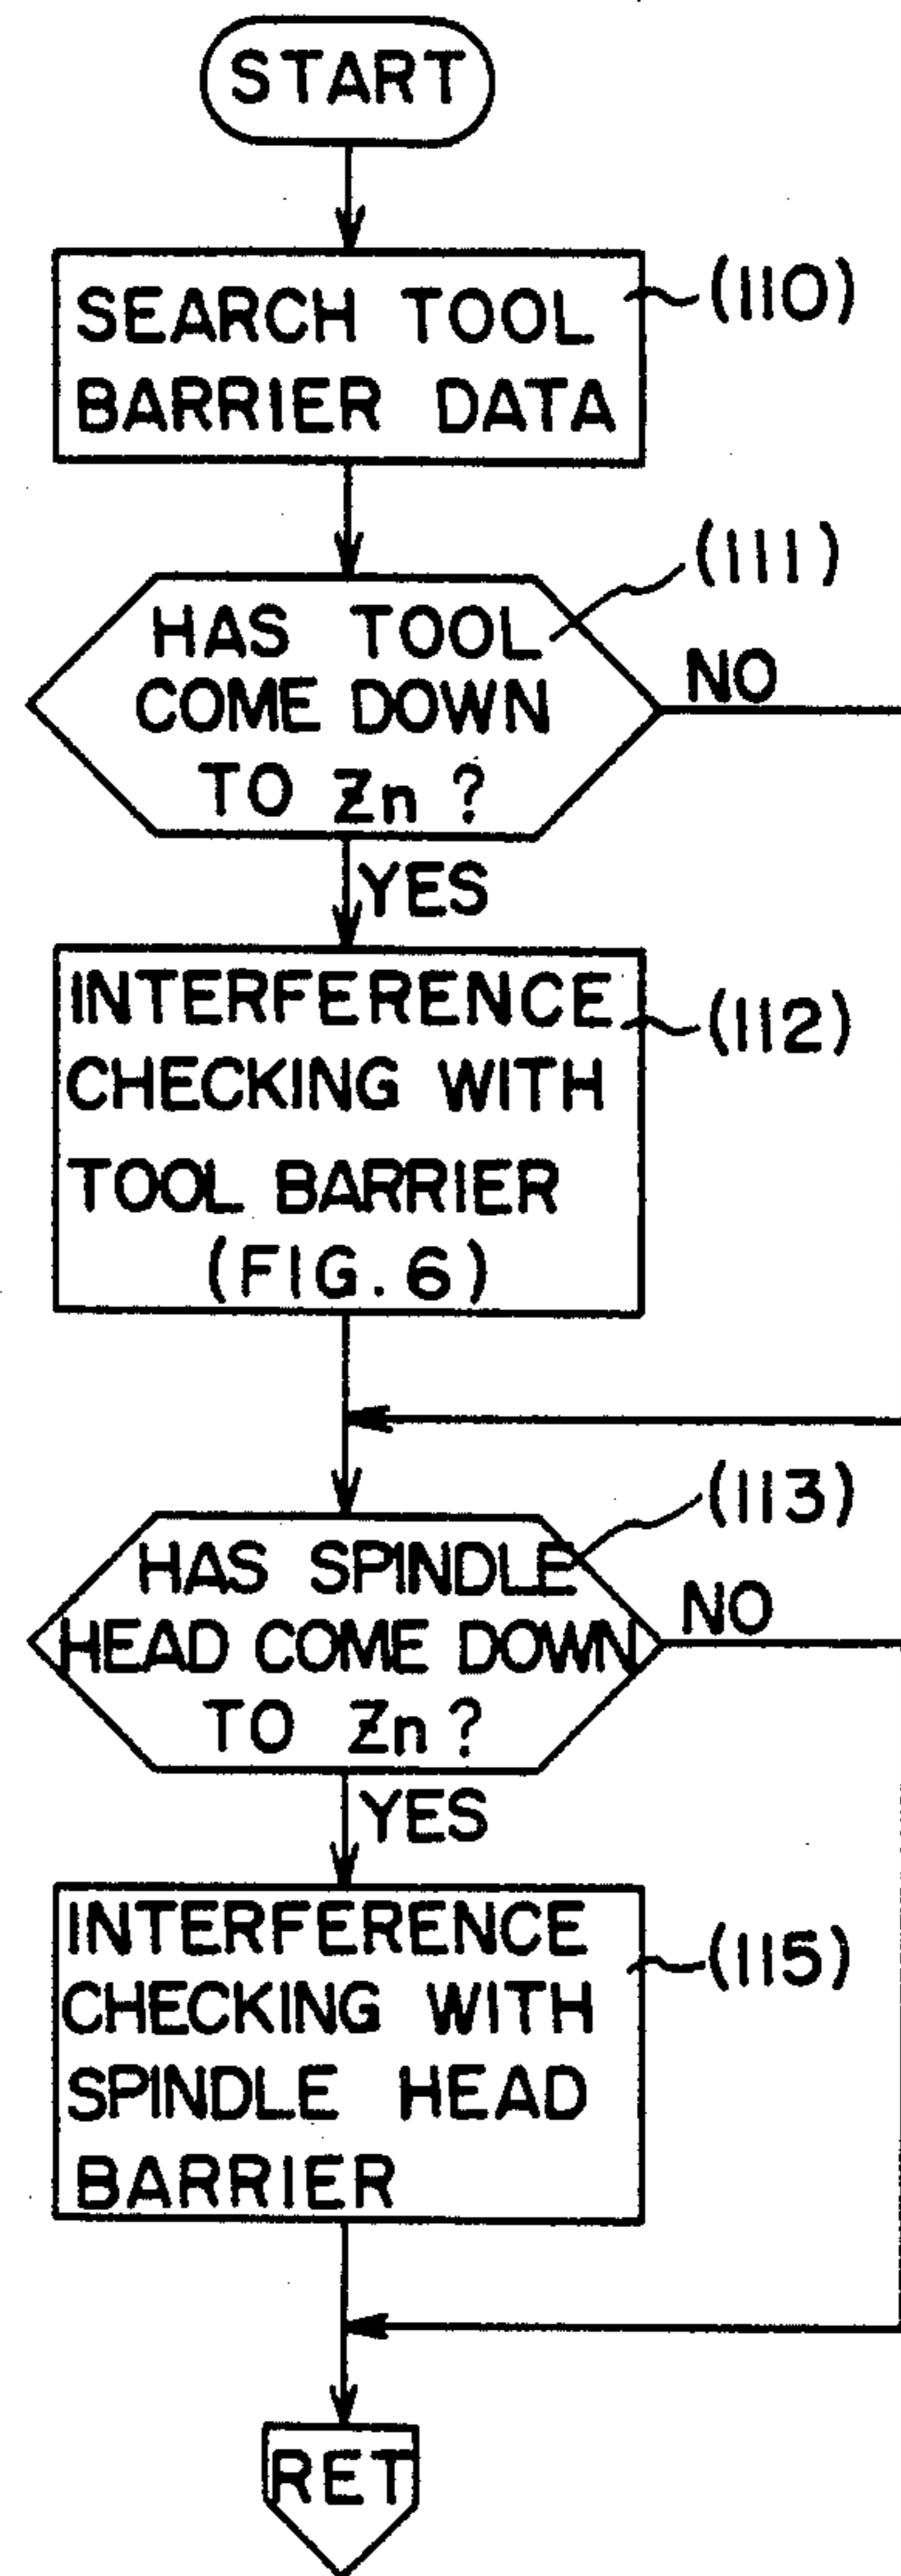 START
SEARCH TOOL
BARRIER DATA
(110)
HAS TOOL
COME DOWN
TO Zn ?
(111)
NO
YES
INTERFERENCE
CHECKING WITH
TOOL BARRIER
(FIG. 6)
(112)
HAS SPINDLE
HEAD COME DOWN
TO Zn ?
(113)
NO
YES
INTERFERENCE
CHECKING WITH
SPINDLE HEAD
BARRIER
(115)
RET